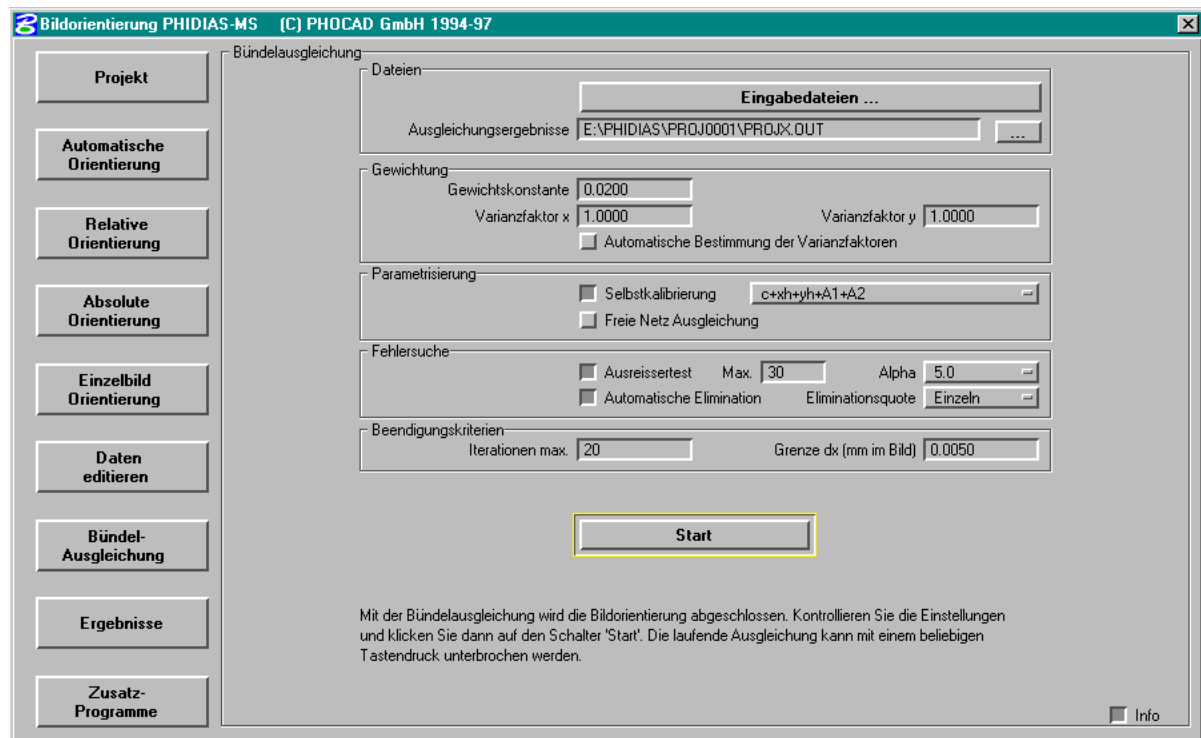 Bildorientierung PHIDIAS-MS (C) PHOCAD GmbH 1994-97
Projekt
Automatische
Orientierung
Relative
Orientierung
Absolute
Orientierung
Einzelbild
Orientierung
Daten
editieren
Bündel-
Ausgleichung
Ergebnisse
Zusatz-
Programme
Bündelausgleichung
Dateien
Eingabedateien ...
Ausgleichungsergebnisse E:\PHIDIAS\PROJ0001\PROJX.OUT ...
Gewichtung
Gewichtskonstante 0.0200
Varianzfaktor x 1.0000 Varianzfaktor y 1.0000
Automatische Bestimmung der Varianzfaktoren
Parametrisierung
Selbstkalibrierung c+xh+yh+A1+A2
Freie Netz Ausgleichung
Fehlersuche
Ausreissertest Max. 30 Alpha 5.0
Automatische Elimination Eliminationsquote Einzeln
Beendigungskriterien
Iterationen max. 20 Grenze dx (mm im Bild) 0.0050
Start
Mit der Bündelausgleichung wird die Bildorientierung abgeschlossen. Kontrollieren Sie die Einstellungen
und klicken Sie dann auf den Schalter 'Start'. Die laufende Ausgleichung kann mit einem beliebigen
Tastendruck unterbrochen werden.
Info